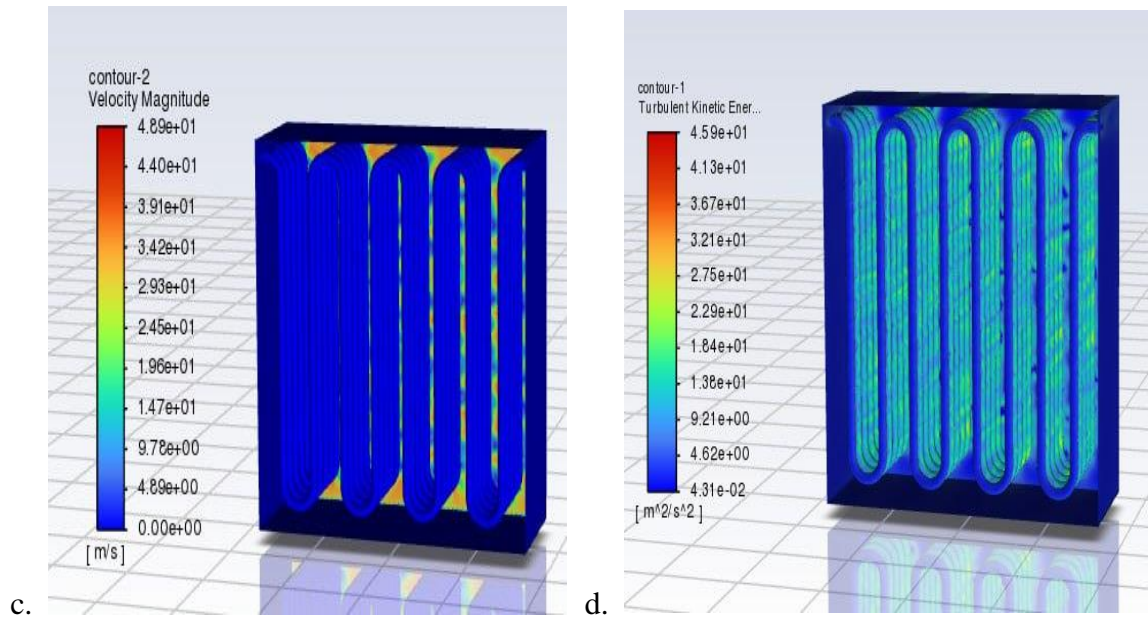 contour-2
Velocity Magnitude
4.89e+01
4.40e+01
3.91e+01
3.42e+01
2.93e+01
2.45e+01
1.96e+01
1.47e+01
9.78e+00
4.89e+00
0.00e+00
[ m/s ]
c.
contour-1
Turbulent Kinetic Ener...
4.59e+01
4.13e+01
3.67e+01
3.21e+01
2.75e+01
2.29e+01
1.84e+01
1.38e+01
9.21e+00
4.62e+00
4.31e-02
[ m^2/s^2 ]
d.